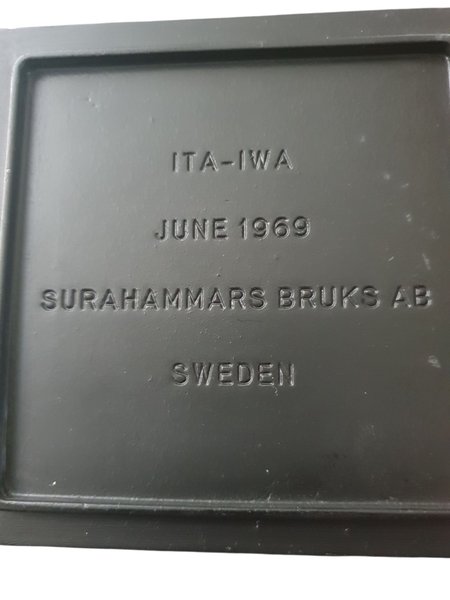 ITA-IWA
JUNE 1969
SURAHAMMARS BRUKS AB
SWEDEN